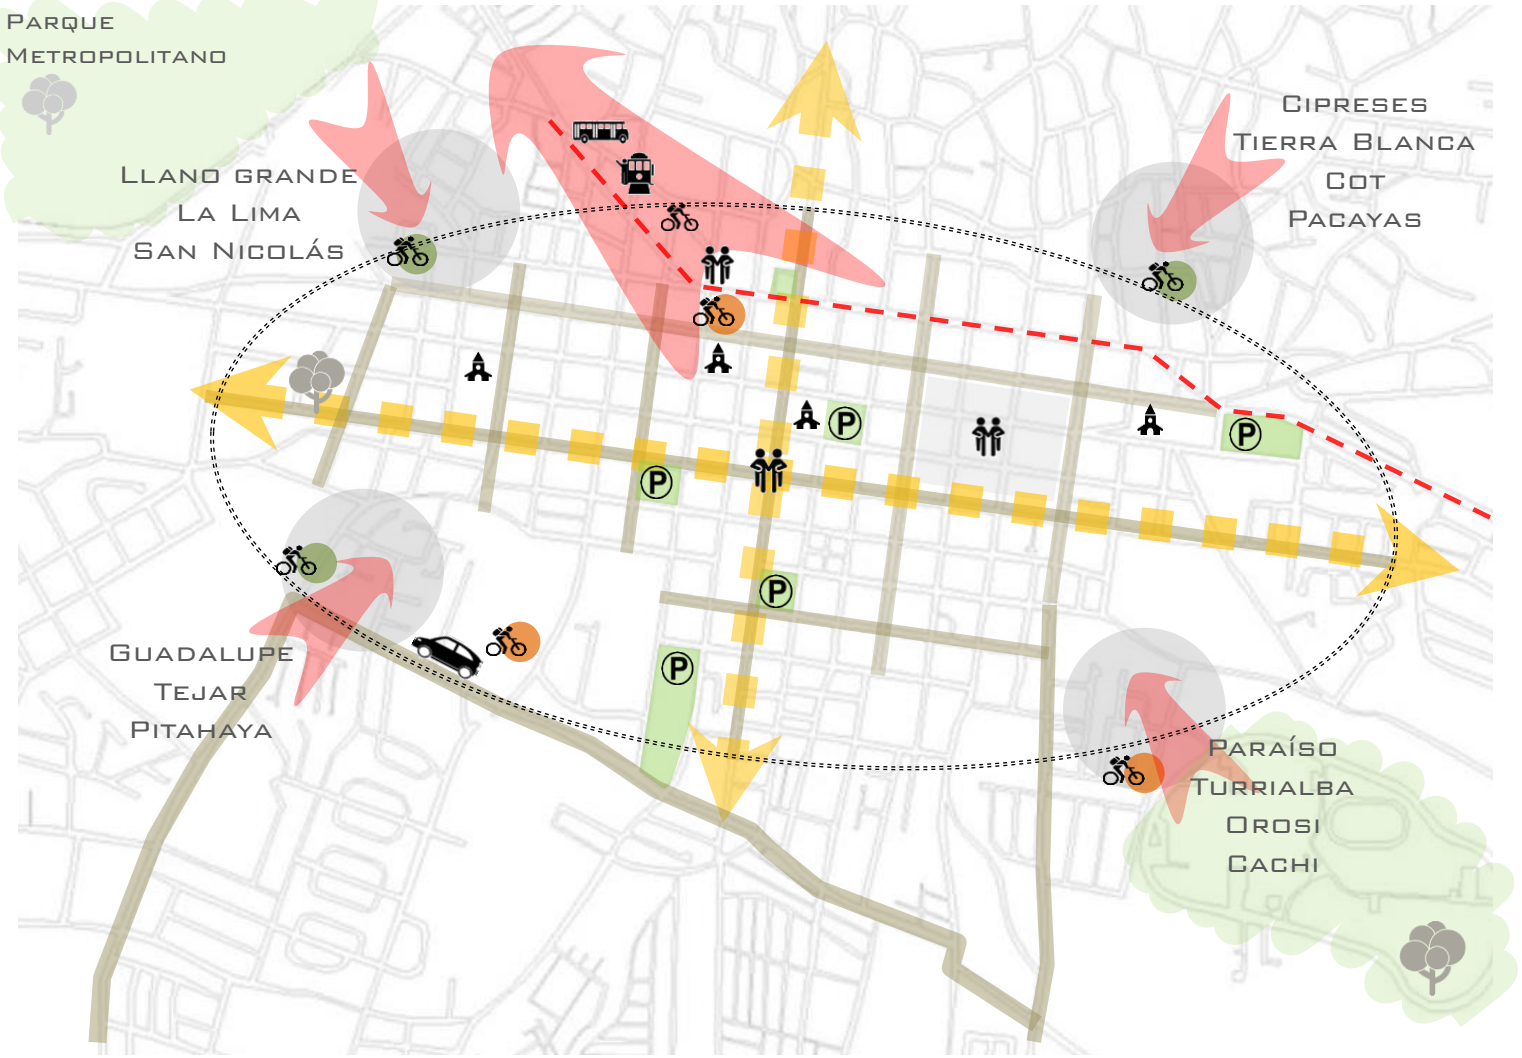 PARQUE
METROPOLITANO
CIPRESES
TIERRA BLANCA
COT
PACAYAS
LLANO GRANDE
LA LIMA
SAN NICOLÁS
P
P
P
P
P
GUADALUPE
TEJAR
PITAHAYA
PARAÍSO
TURRIALBA
OROSI
CACHI